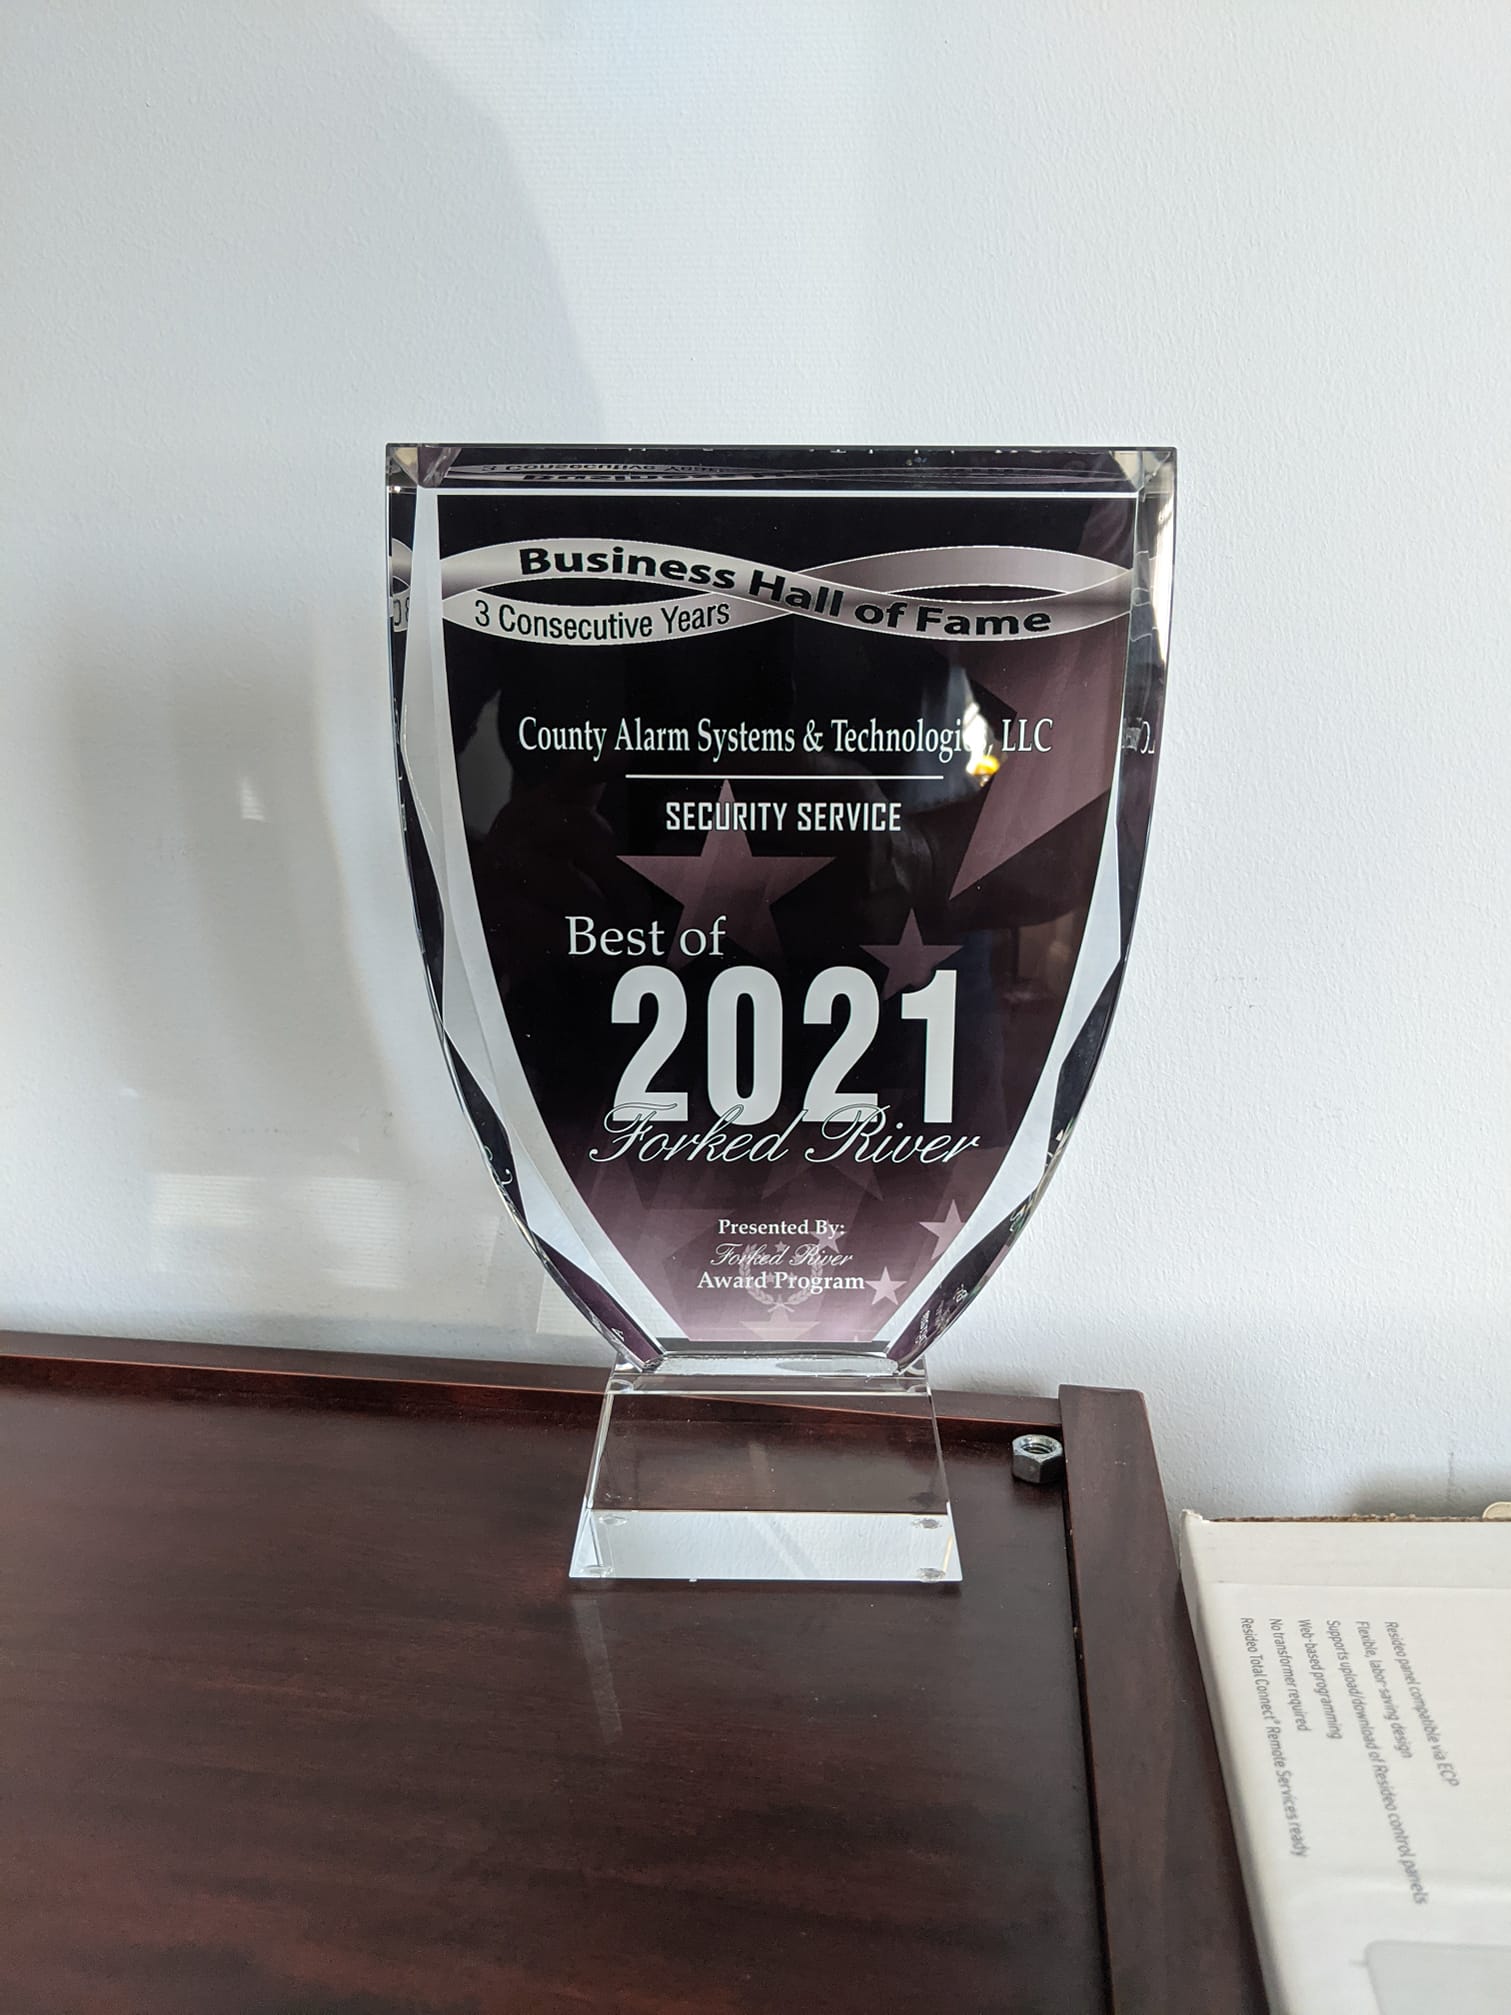 Business Hall of Fame
3 Consecutive Years
County Alarm Systems & Technologies, LLC
SECURITY SERVICE
Best of
2021
Forked River
Presented By:
Forked River
Award Program
Resideo panel compatible via ECP
Flexible, labor-saving design
Supports upload/download of Resideo control panels
Web-based programming
No transformer required
Resideo Total Connect® Remote Services ready